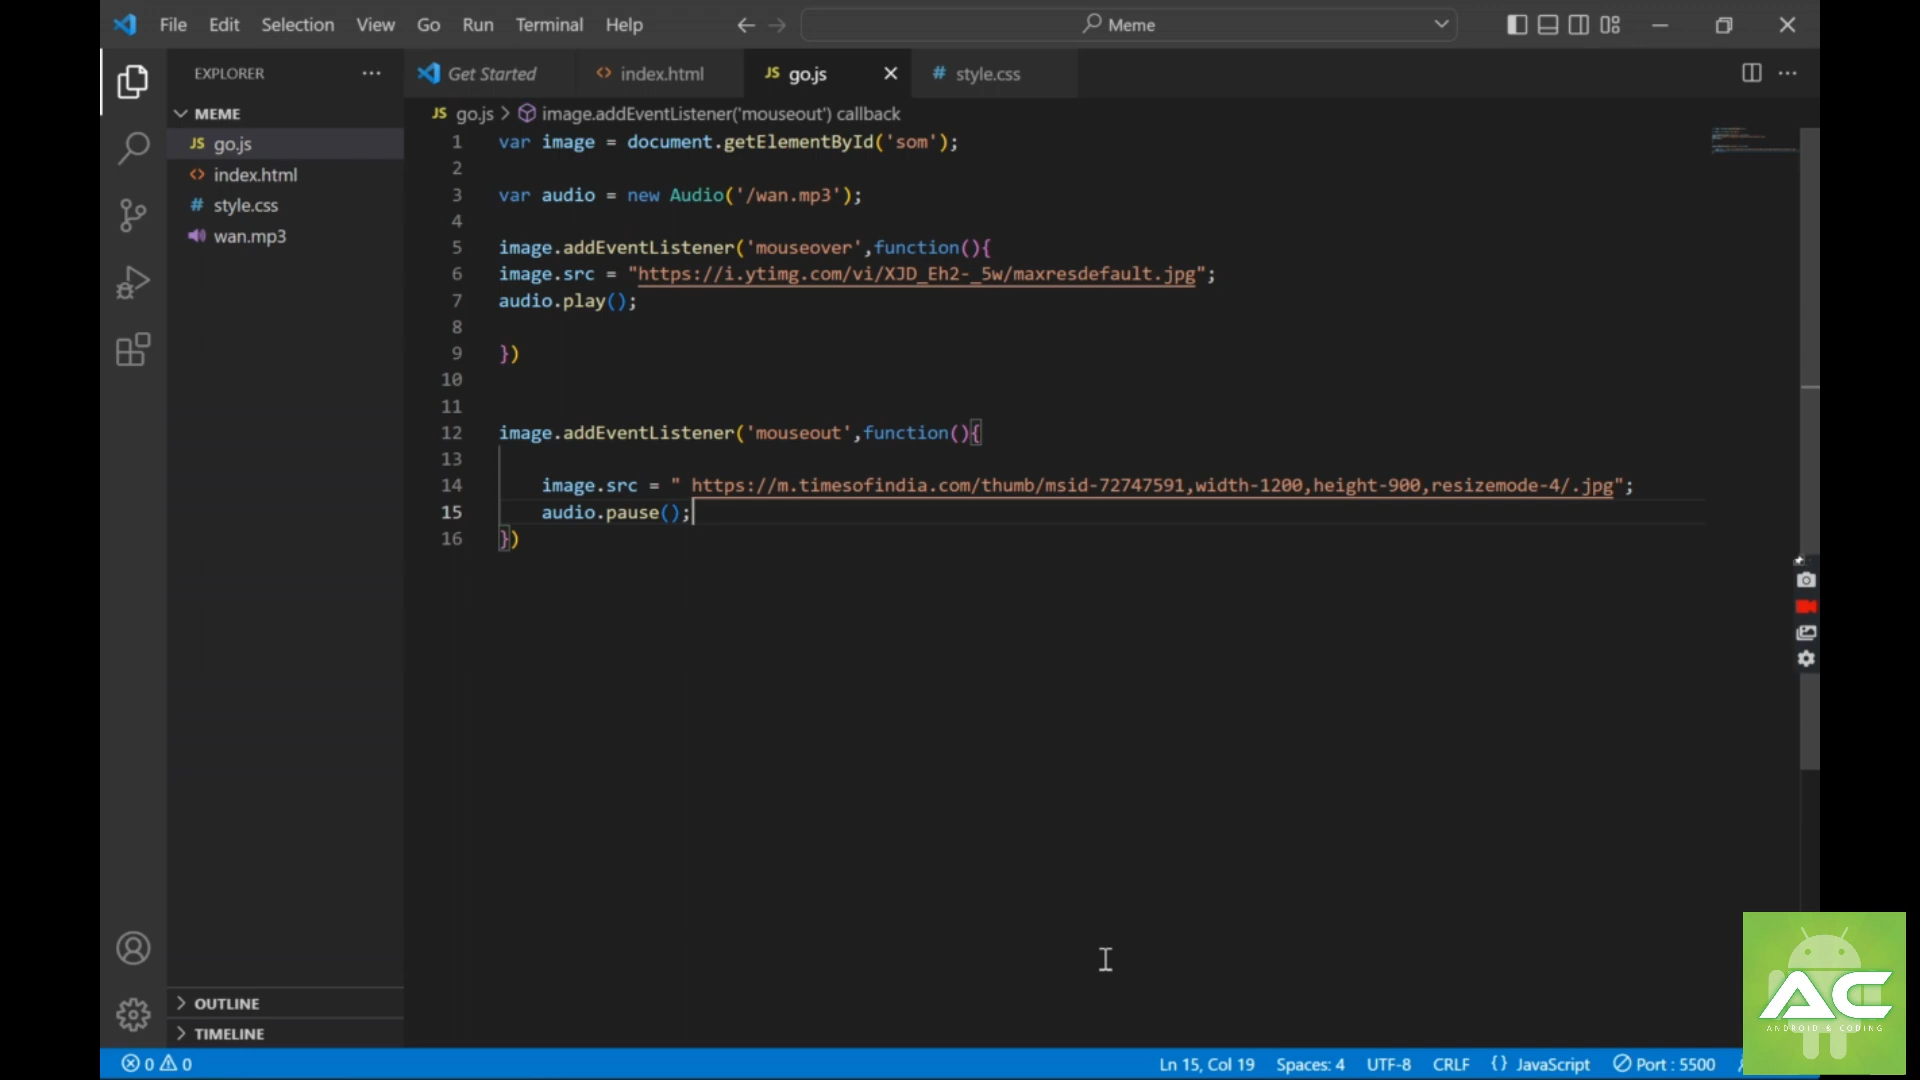 File Edit Selection View Go Run Terminal Help
Meme
EXPLORER
Get Started
index.html
JS go.js
# style.css
MEME
JS go.js
index.html
# style.css
wan.mp3
JS go.js > image.addEventListener('mouseout') callback
1 var image = document.getElementById('som');
2
3 var audio = new Audio('/wan.mp3');
4
5 image.addEventListener('mouseover',function(){
6 image.src = "https://i.ytimg.com/vi/XJD_Eh2-_5w/maxresdefault.jpg";
7 audio.play();
8
9 })
10
11
12 image.addEventListener('mouseout',function(){
13
14 image.src = " https://m.timesofindia.com/thumb/msid-72747591,width-1200,height-900,resizemode-4/.jpg";
15 audio.pause();
16 })
OUTLINE
TIMELINE
0 0
Ln 15, Col 19 Spaces: 4 UTF-8 CRLF {} JavaScript Port : 5500
AC
ANDROID & CODING